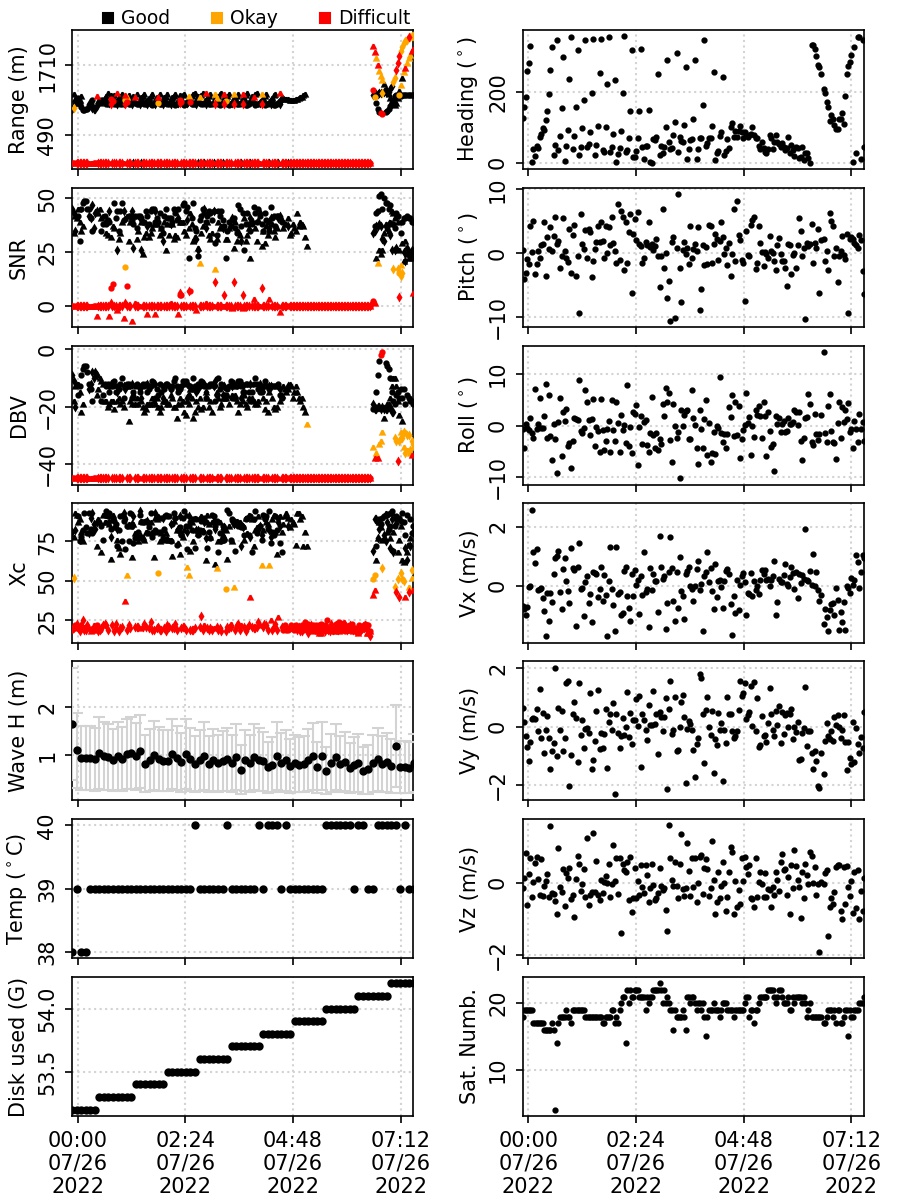 Good Okay Difficult
Range (m)
1710
490
Heading (°)
200
0
SNR
50
25
0
Pitch (°)
10
0
−10
DBV
0
−20
−40
Roll (°)
10
0
−10
Xc
75
50
25
Vx (m/s)
2
0
Wave H (m)
2
1
Vy (m/s)
2
0
−2
Temp (°C)
40
39
38
Vz (m/s)
0
−2
Disk used (G)
54.0
53.5
Sat. Numb.
20
10
00:00 02:24 04:48 07:12
07/26 07/26 07/26 07/26
2022 2022 2022 2022
00:00 02:24 04:48 07:12
07/26 07/26 07/26 07/26
2022 2022 2022 2022